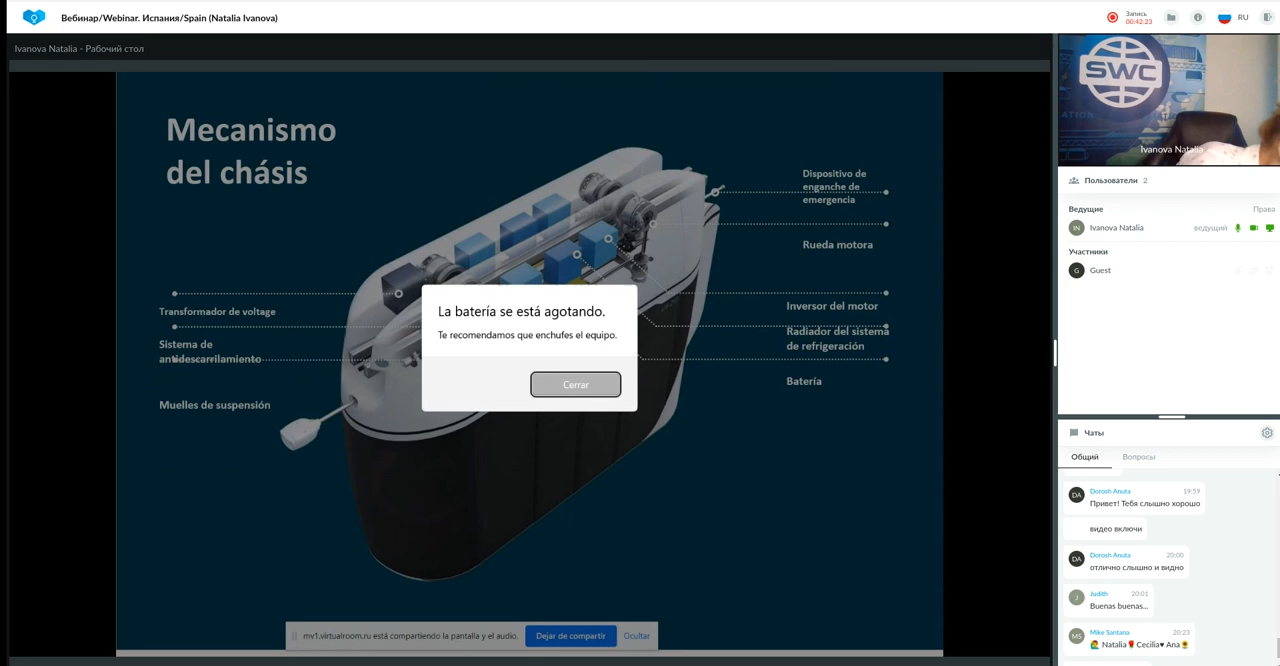 Вебинар/Webinar. Испания/Spain (Natalia Ivanova)
Запись
00:42:23
RU
Ivanova Natalia - Рабочий стол
Mecanismo
del chásis
Dispositivo de
enganche de
emergencia
Rueda motora
Inversor del motor
Radiador del sistema
de refrigeración
Batería
Transformador de voltage
Sistema de
antidescarrilamiento
Muelles de suspensión
La batería se está agotando.
Te recomendamos que enchufes el equipo.
Cerrar
mv1.virtualroom.ru está compartiendo la pantalla y el audio.
Dejar de compartir
Ocultar
SWC
Ivanova Natalia
Пользователи 2
Ведущие
Права
IN
Ivanova Natalia
ведущий
Участники
G
Guest
Чаты
Общий
Вопросы
DA
Dorosh Anuta
19:59
Привет! Тебя слышно хорошо
видео включи
DA
Dorosh Anuta
20:00
отлично слышно и видно
J
Judith
20:01
Buenas buenas...
MS
Mike Santana
20:23
🙋‍♂️ Natalia🌹Cecilia♥ Ana🌻